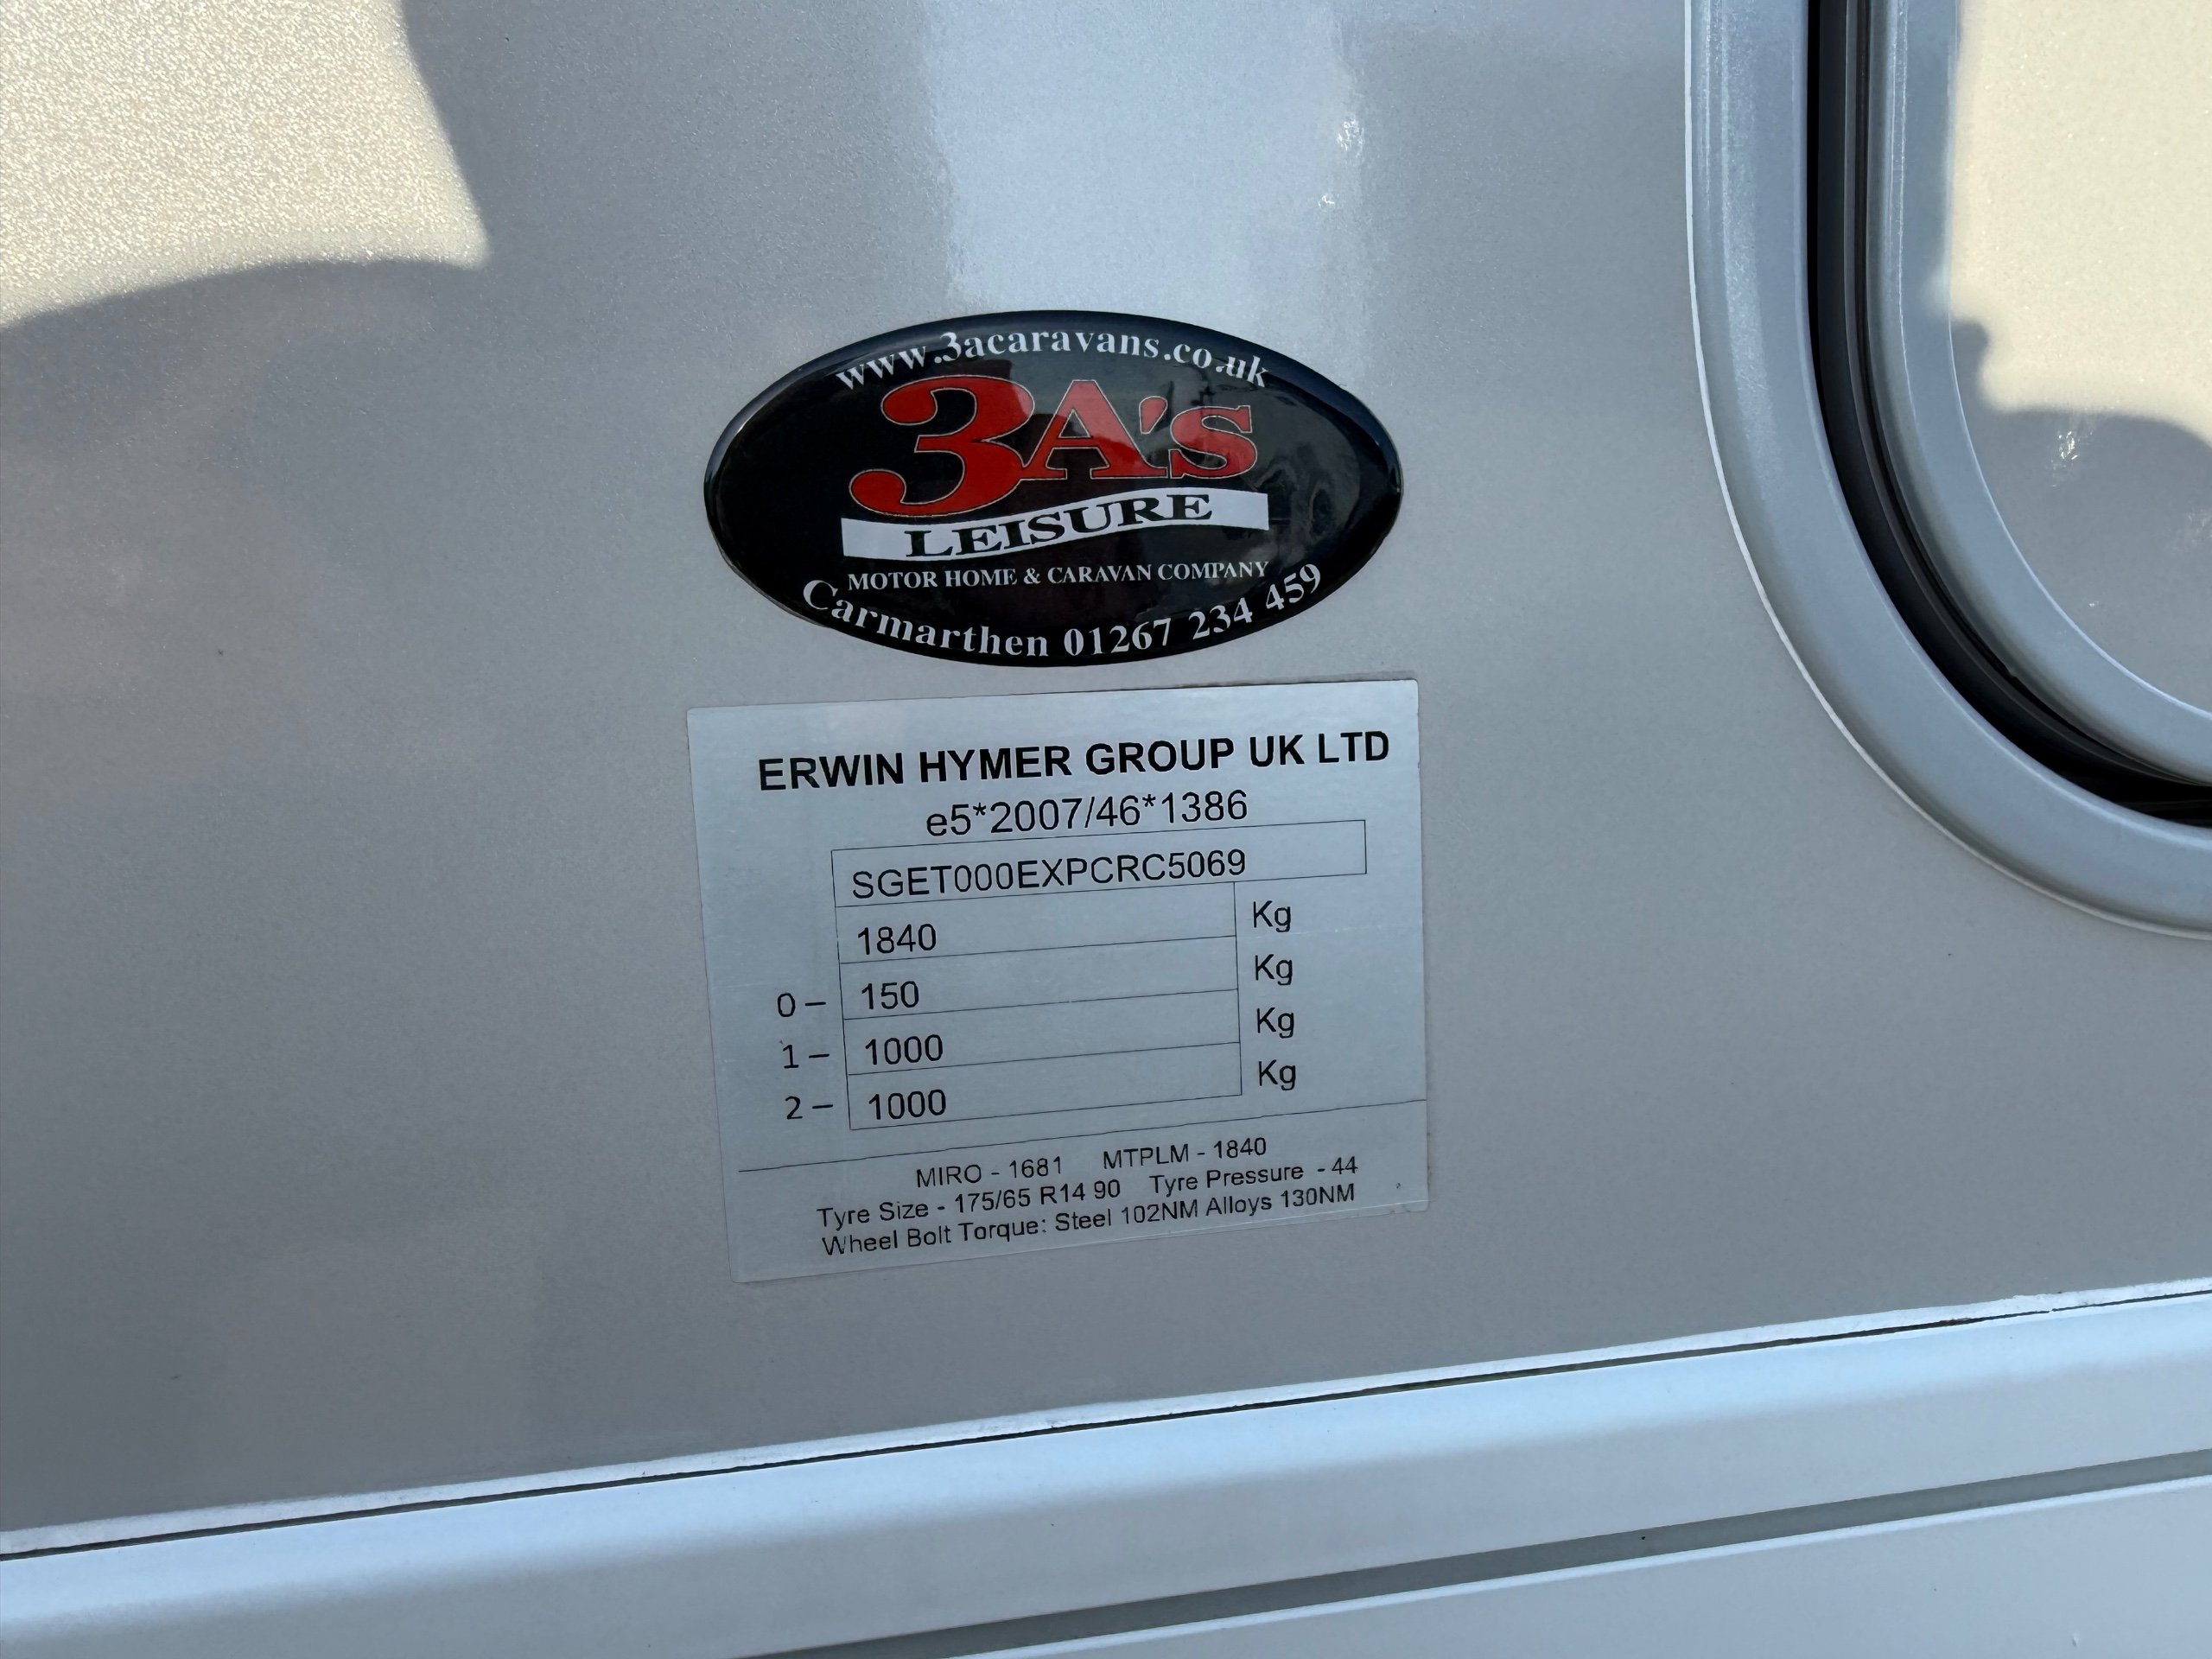 www.3acaravans.co.uk
3A's
LEISURE
MOTOR HOME & CARAVAN COMPANY
Carmarthen 01267 234 459
ERWIN HYMER GROUP UK LTD
e5*2007/46*1386
SGET000EXPCRC5069
1840 Kg
0 – 150 Kg
1 – 1000 Kg
2 – 1000 Kg
MIRO - 1681 MTPLM - 1840
Tyre Size - 175/65 R14 90 Tyre Pressure - 44
Wheel Bolt Torque: Steel 102NM Alloys 130NM